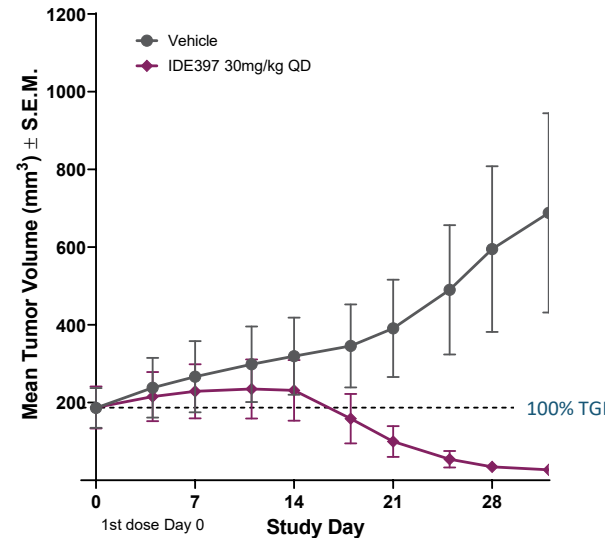 1200
1000
800
600
400
200
Mean Tumor Volume (mm³) ± S.E.M.
Vehicle
IDE397 30mg/kg QD
100% TGI
0
7
14
21
28
1st dose Day 0
Study Day